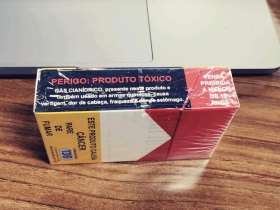 PERIGO: PRODUTO TÓXICO
GÁS CIANÍDRICO, presente neste produto e
também usado em armas químicas, causa
vertigem, dor de cabeça, fraqueza e dor de estômago.
VENDA
PROIBIDA
A MENORES
DE 18
ANOS
ESTE PRODUTO CAUSA
CÂNCER
PARE
DE
FUMAR
136